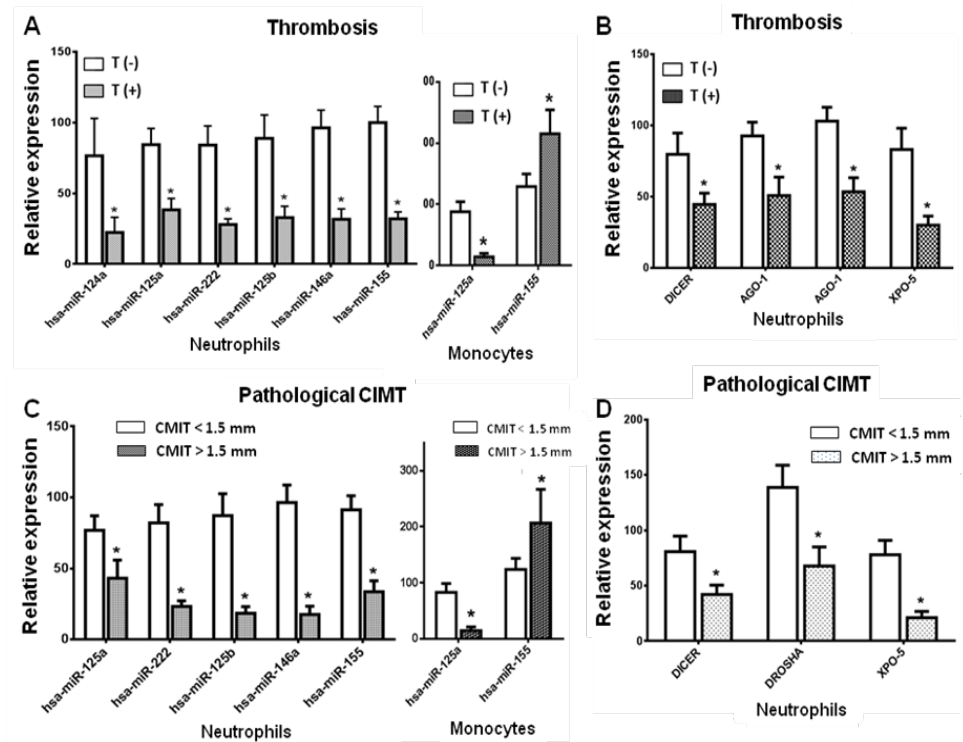 A
Thrombosis
Relative expression
150
100
50
0
T (-)
T (+)
* * * * * *
hsa-miR-124a
hsa-miR-125a
hsa-miR-222
hsa-miR-125b
hsa-miR-146a
has-miR-155
Neutrophils
00
00
00
0
T (-)
T (+)
* *
nsa-miR-125a
hsa-miR-155
Monocytes
B
Thrombosis
Relative expression
150
100
50
0
T (-)
T (+)
* * * *
DICER
AGO-1
AGO-1
XPO-5
Neutrophils
C
Pathological CIMT
Relative expression
150
100
50
0
CMIT < 1.5 mm
CMIT > 1.5 mm
* * * * *
hsa-miR-125a
hsa-miR-222
hsa-miR-125b
hsa-miR-146a
hsa-miR-155
Neutrophils
300
200
100
0
CMIT < 1.5 mm
CMIT > 1.5 mm
* *
hsa-miR-125a
hsa-miR-155
Monocytes
D
Pathological CIMT
Relative expression
200
150
100
50
0
CMIT < 1.5 mm
CMIT > 1.5 mm
* * *
DICER
DROSHA
XPO-5
Neutrophils